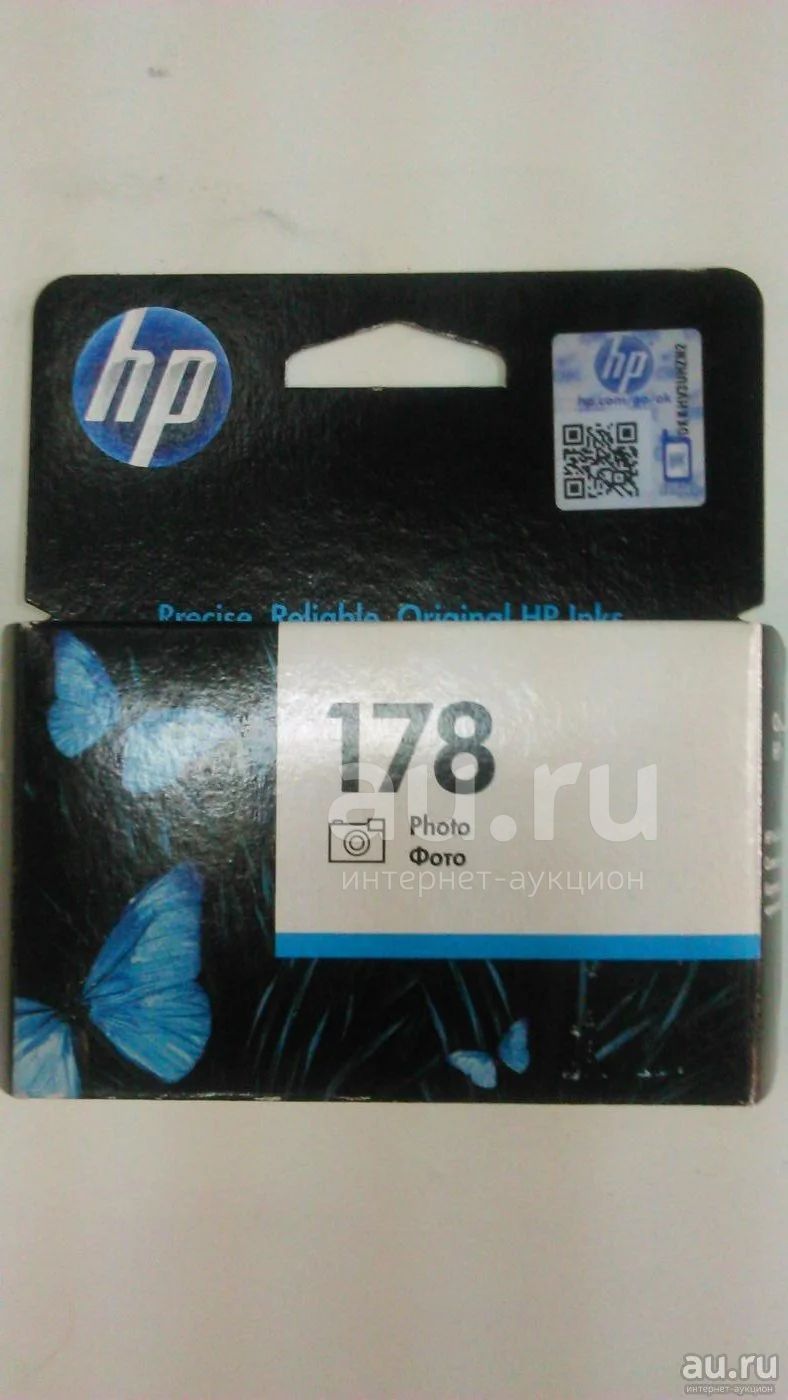 hp
hp
hp.com/go/ok
Precise. Reliable. Original HP Inks.
178
Photo
Фото
au.ru
интернет-аукцион
au.ru
интернет-аукцион